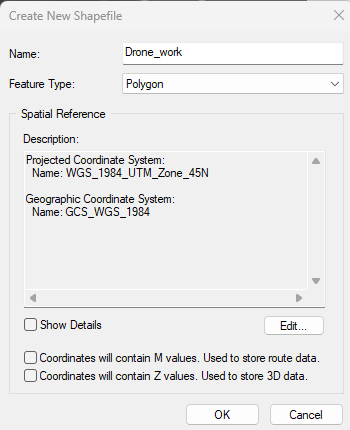 Create New Shapefile
Name: Drone_work
Feature Type: Polygon
Spatial Reference
Description:
Projected Coordinate System:
Name: WGS_1984_UTM_Zone_45N
Geographic Coordinate System:
Name: GCS_WGS_1984
Show Details Edit...
Coordinates will contain M values. Used to store route data.
Coordinates will contain Z values. Used to store 3D data.
OK Cancel